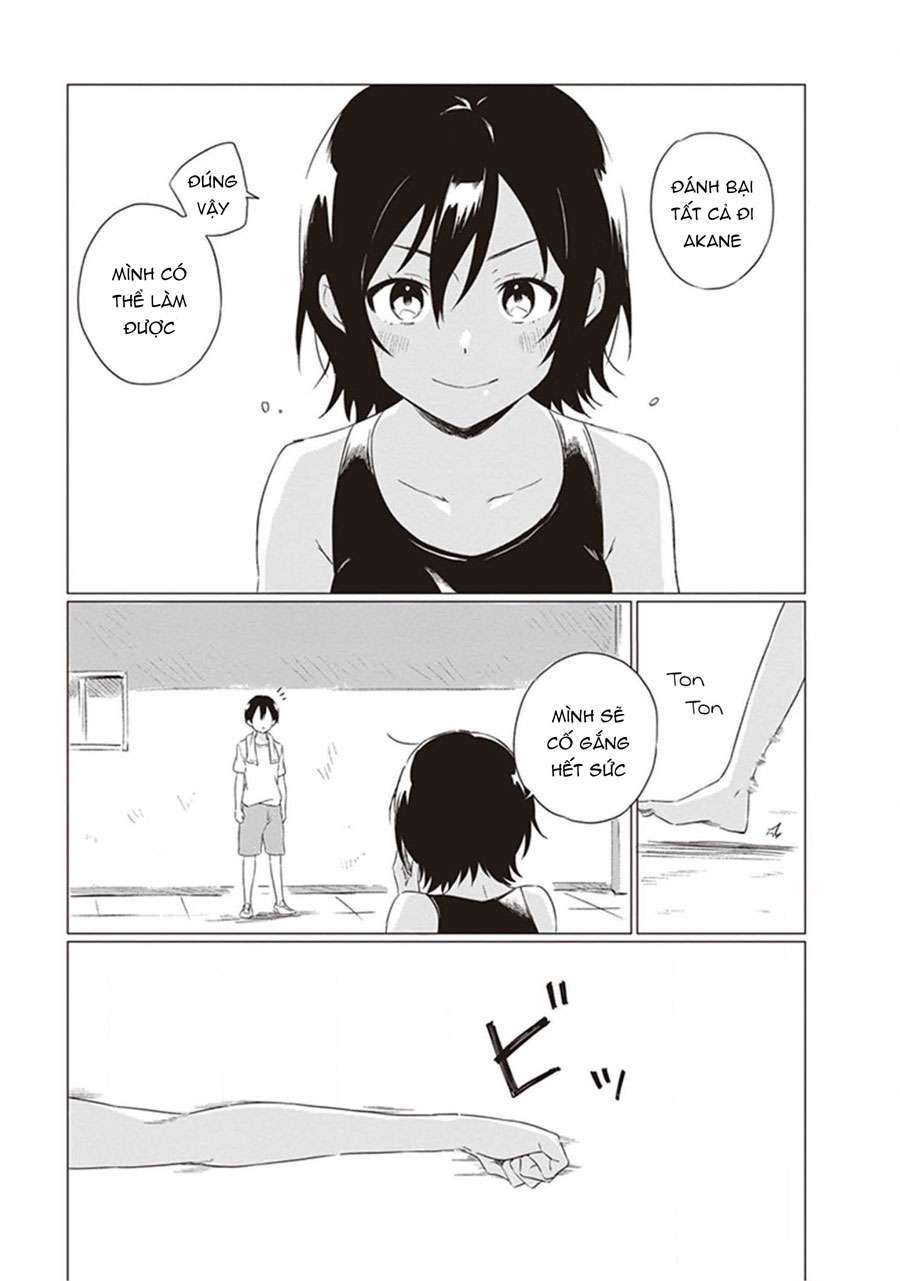 ĐÁNH BẠI
TẤT CẢ ĐI
AKANE
ĐÚNG
VẬY
MÌNH CÓ
THỂ LÀM
ĐƯỢC
TON
TON
MÌNH SẼ
CỐ GẮNG
HẾT SỨC
ビッ